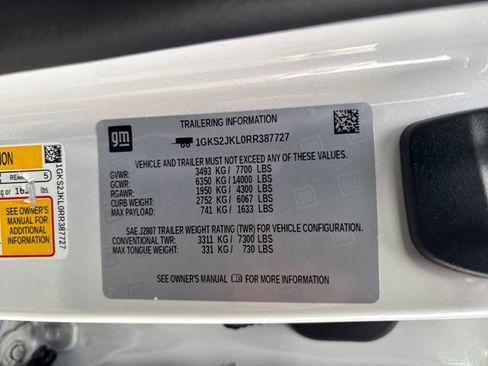 gm
TRAILERING INFORMATION
1GKS2JKL0RR387727
VEHICLE AND TRAILER MUST NOT EXCEED ANY OF THESE VALUES.
GVWR: 3493 KG/ 7700 LBS
GCWR: 6350 KG/14000 LBS
RGAWR: 1950 KG/ 4300 LBS
CURB WEIGHT: 2752 KG/ 6067 LBS
MAX PAYLOAD: 741 KG/ 1633 LBS
SAE J2807 TRAILER WEIGHT RATING (TWR) FOR VEHICLE CONFIGURATION.
CONVENTIONAL TWR: 3311 KG/ 7300 LBS
MAX TONGUE WEIGHT: 331 KG/ 730 LBS
SEE OWNER'S MANUAL FOR MORE INFORMATION
REAR 5
kg or
SEE OWNER'S
MANUAL FOR
ADDITIONAL
INFORMATION
1GKS2JKL0RR387727